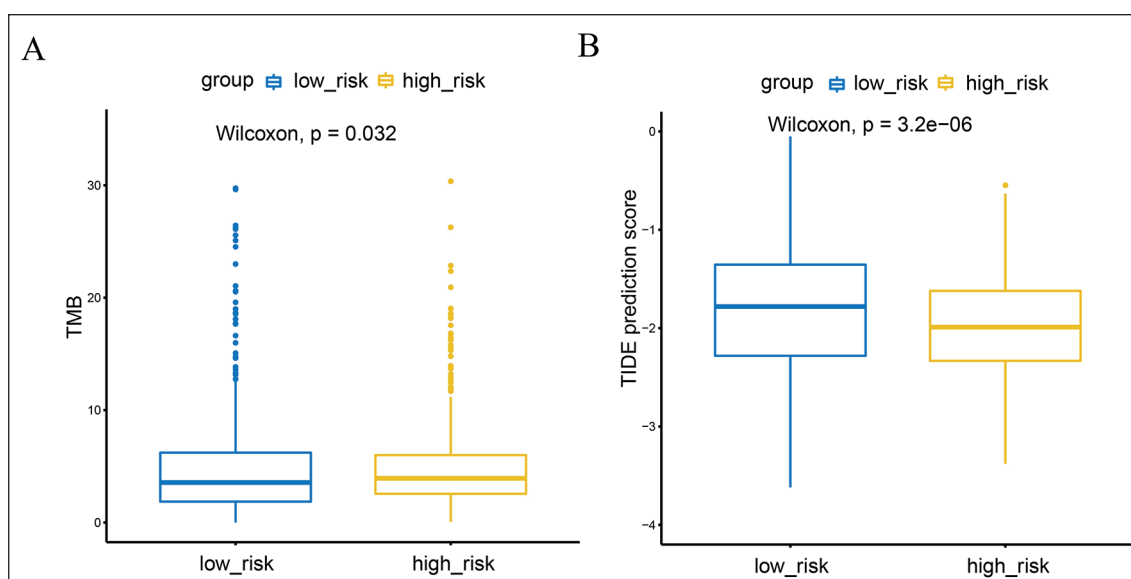 A
group low_risk high_risk
Wilcoxon, p = 0.032
TMB
30
20
10
0
low_risk high_risk
B
group low_risk high_risk
Wilcoxon, p = 3.2e−06
TIDE prediction score
0
−1
−2
−3
−4
low_risk high_risk